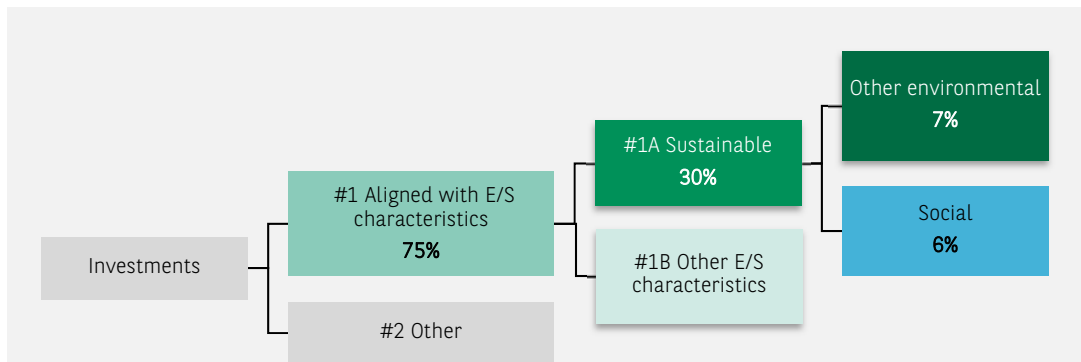 Investments
#1 Aligned with E/S
characteristics
75%
#2 Other
#1A Sustainable
30%
#1B Other E/S
characteristics
Other environmental
7%
Social
6%